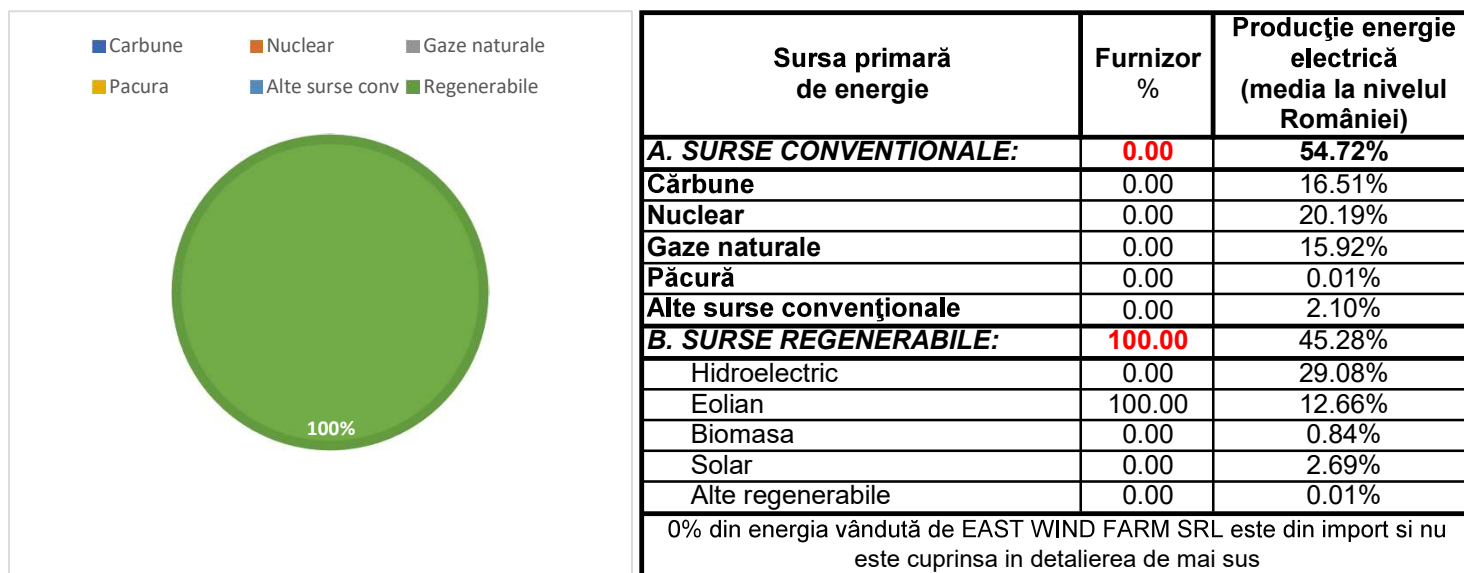 Carbune Nuclear Gaze naturale
Pacura Alte surse conv Regenerabile
100%
Sursa primară
de energie
Furnizor
%
Producţie energie
electrică
(media la nivelul
României)
A. SURSE CONVENTIONALE: 0.00 54.72%
Cărbune 0.00 16.51%
Nuclear 0.00 20.19%
Gaze naturale 0.00 15.92%
Păcură 0.00 0.01%
Alte surse convenţionale 0.00 2.10%
B. SURSE REGENERABILE: 100.00 45.28%
Hidroelectric 0.00 29.08%
Eolian 100.00 12.66%
Biomasa 0.00 0.84%
Solar 0.00 2.69%
Alte regenerabile 0.00 0.01%
0% din energia vândută de EAST WIND FARM SRL este din import si nu
este cuprinsa in detalierea de mai sus